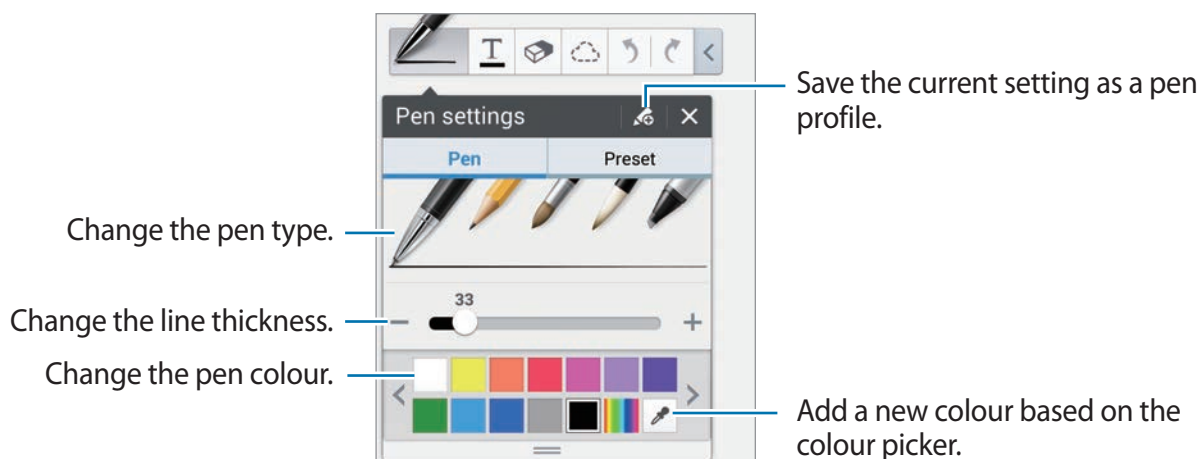 T
Save the current setting as a pen
profile.
Pen settings
Pen
Preset
Change the pen type.
33
Change the line thickness.
Change the pen colour.
Add a new colour based on the
colour picker.